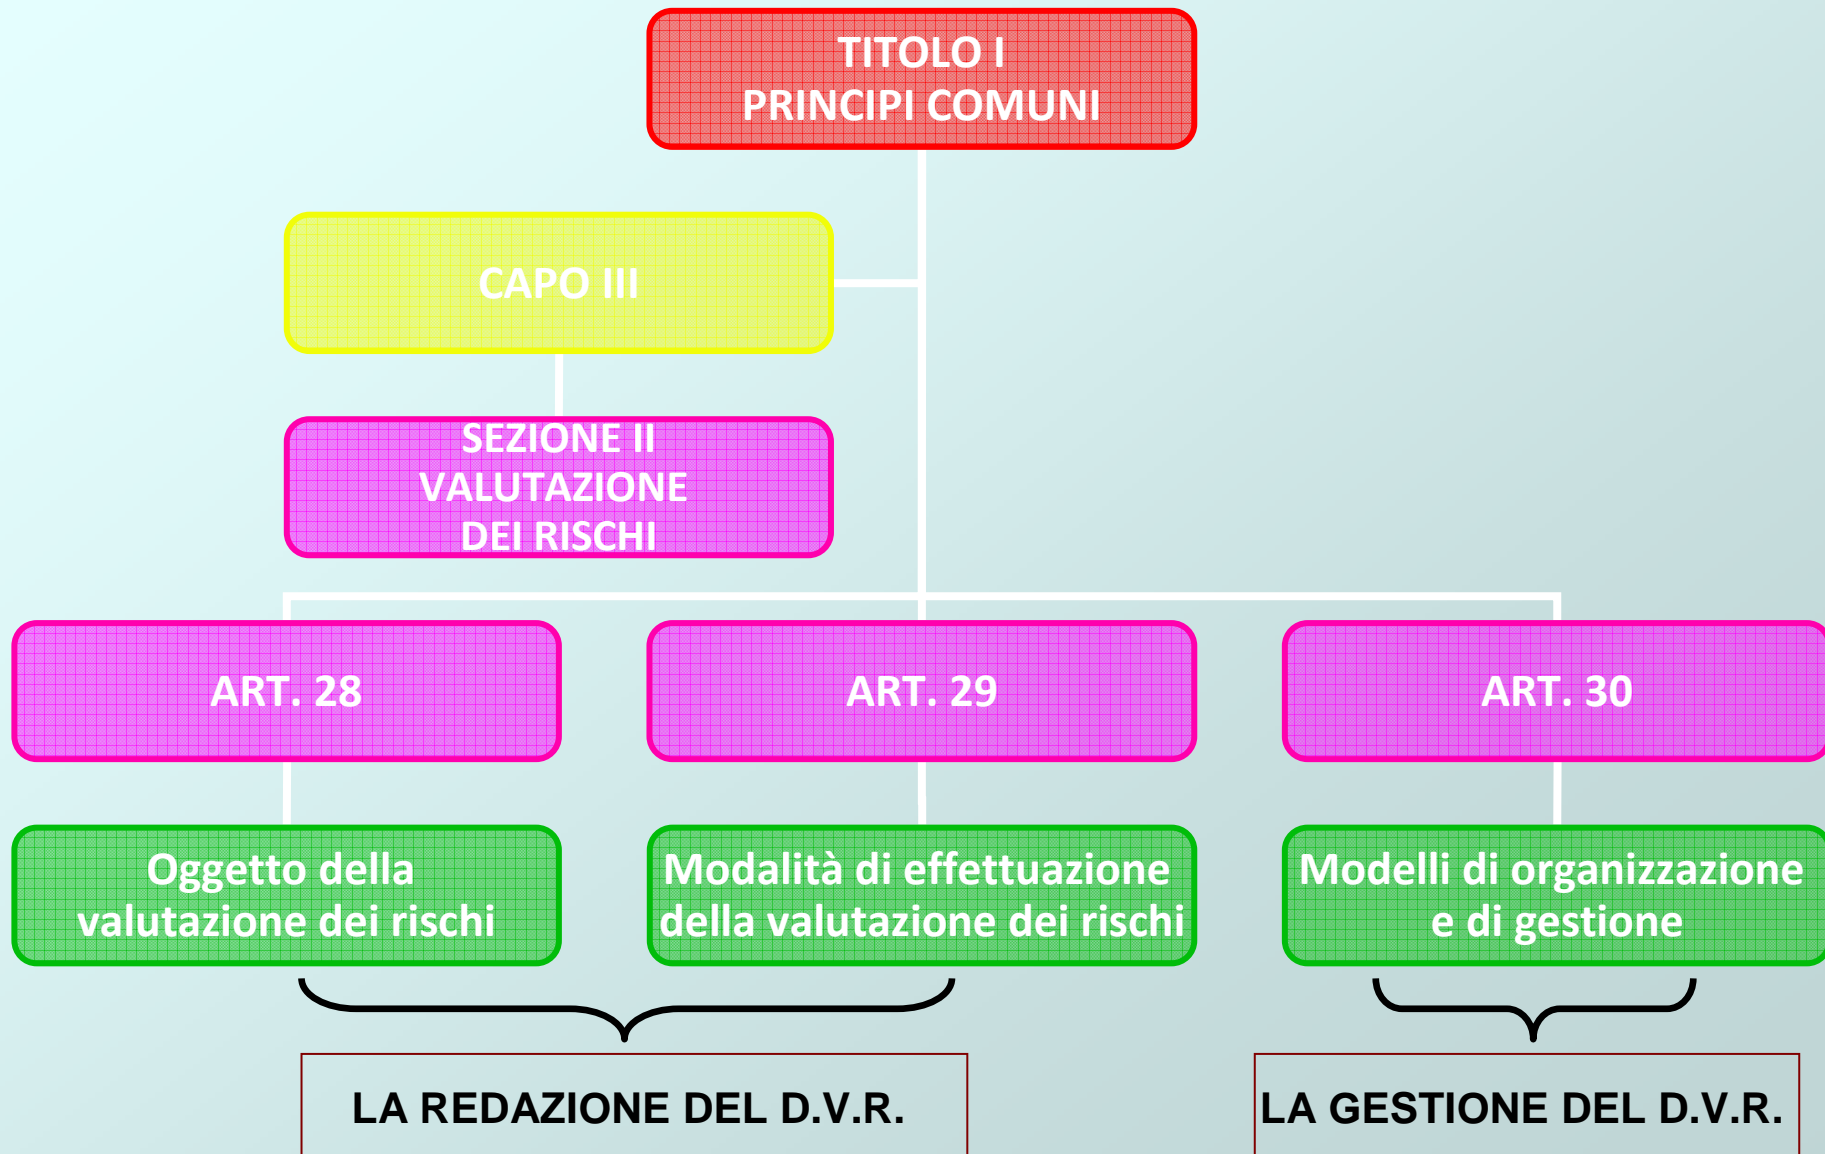 TITOLO I
PRINCIPI COMUNI
CAPO III
SEZIONE II
VALUTAZIONE
DEI RISCHI
ART. 28
ART. 29
ART. 30
Oggetto della
valutazione dei rischi
Modalità di effettuazione
della valutazione dei rischi
Modelli di organizzazione
e di gestione
LA REDAZIONE DEL D.V.R.
LA GESTIONE DEL D.V.R.